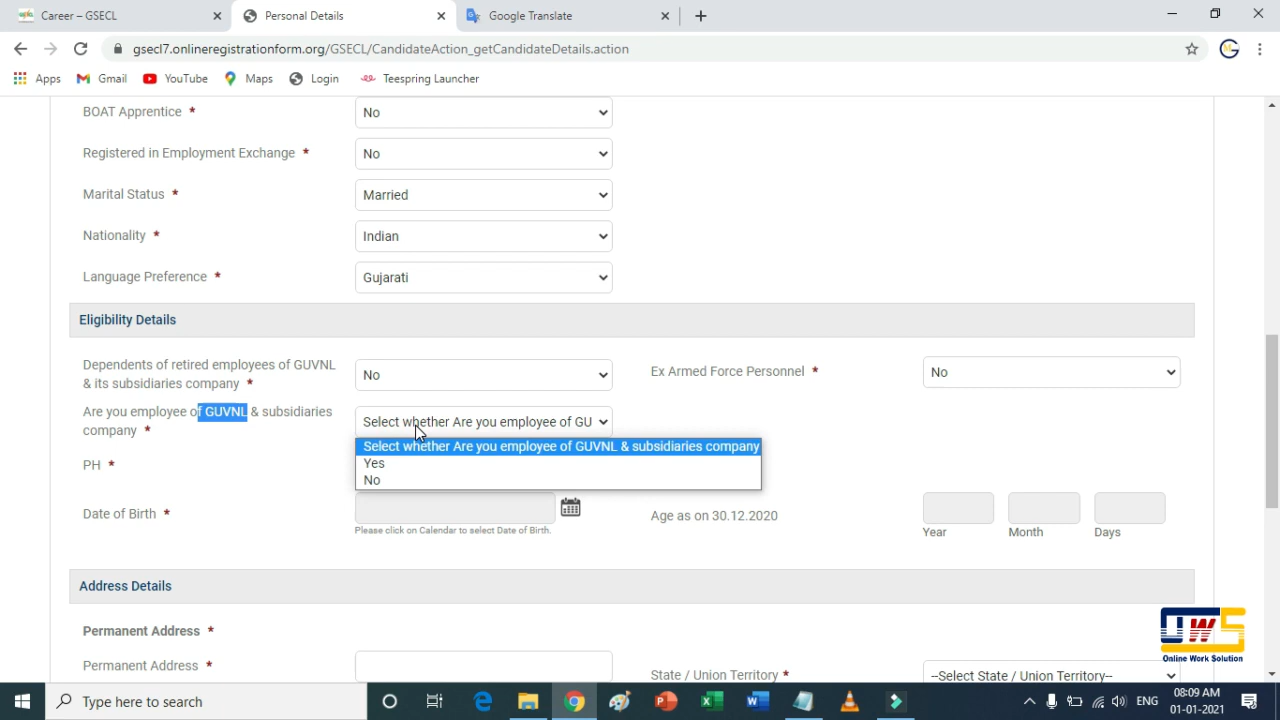 Career – GSECL
Personal Details
Google Translate
gsecl7.onlineregistrationform.org/GSECL/CandidateAction_getCandidateDetails.action
Apps
Gmail
YouTube
Maps
Login
Teespring Launcher
BOAT Apprentice *
No
Registered in Employment Exchange *
No
Marital Status *
Married
Nationality *
Indian
Language Preference *
Gujarati
Eligibility Details
Dependents of retired employees of GUVNL
& its subsidiaries company *
No
Ex Armed Force Personnel *
No
Are you employee of GUVNL & subsidiaries
company *
Select whether Are you employee of GU
Select whether Are you employee of GUVNL & subsidiaries company
Yes
No
PH *
Date of Birth *
Please click on Calendar to select Date of Birth.
Age as on 30.12.2020
Year
Month
Days
Address Details
Permanent Address *
Permanent Address *
State / Union Territory *
--Select State / Union Territory--
OWS
Online Work Solution
Type here to search
ENG
08:09 AM
01-01-2021